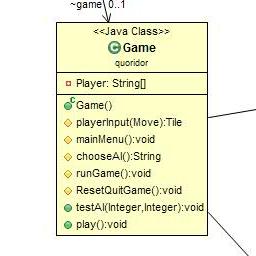 ~game 0..1
<<Java Class>>
Game
quoridor
Player: String[]
Game()
playerInput(Move):Tile
mainMenu():void
chooseAI():String
runGame():void
ResetQuitGame():void
testAI(Integer,Integer):void
play():void